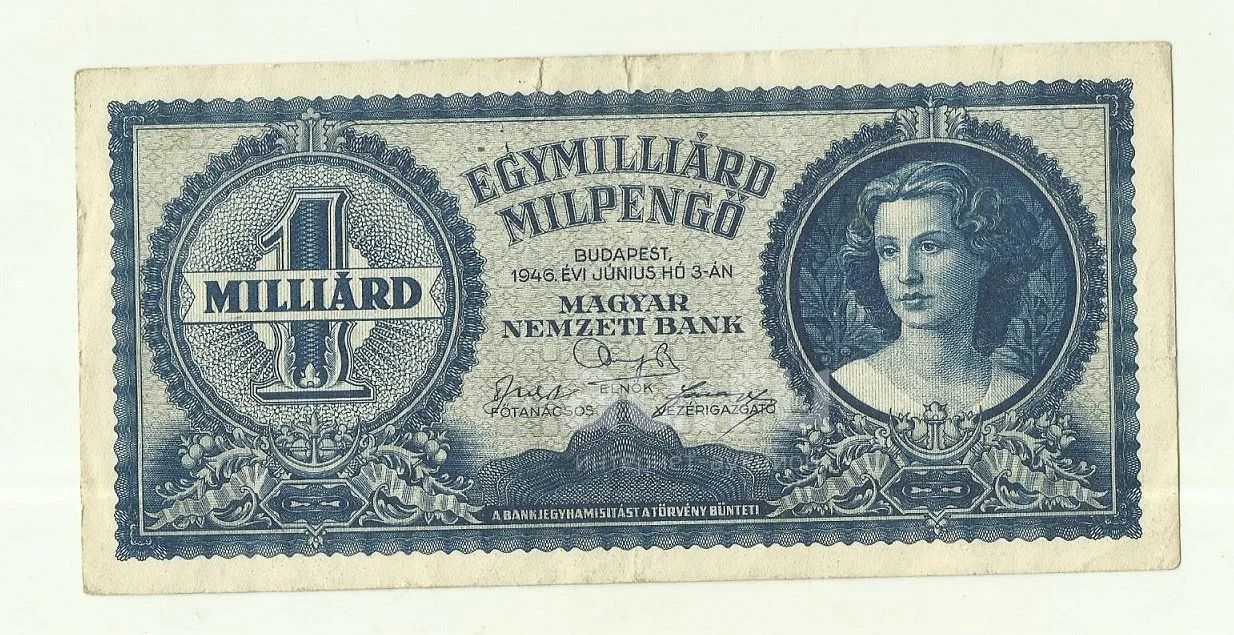 EGYMILLIÁRD
MILPENGŐ
BUDAPEST,
1946. ÉVI JÚNIUS HÓ 3-ÁN
MAGYAR
NEMZETI BANK
1
MILLIÁRD
ELNÖK
FŐTANÁCSOS
VEZÉRIGAZGATÓ
A BANKJEGYHAMISITÁST A TÖRVÉNY BÜNTETI